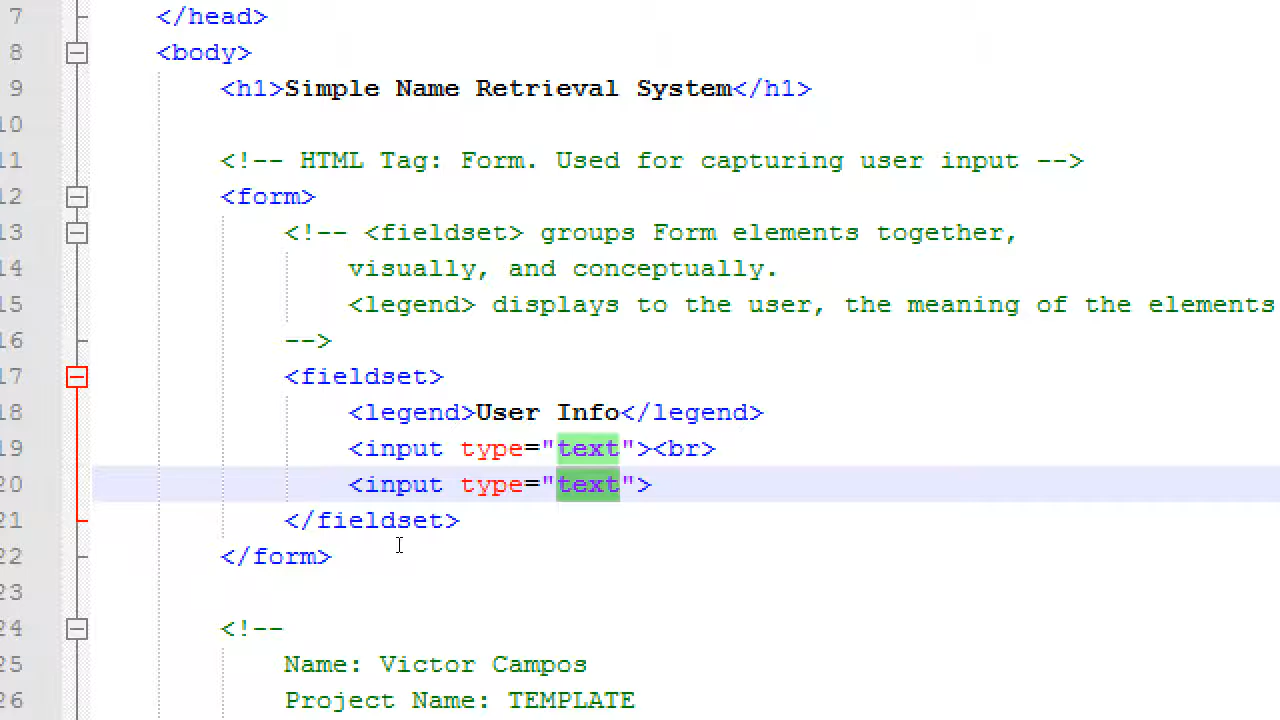 7 </head>
8 <body>
9 <h1>Simple Name Retrieval System</h1>
10
11 <!-- HTML Tag: Form. Used for capturing user input -->
12 <form>
13 <!-- <fieldset> groups Form elements together,
14 visually, and conceptually.
15 <legend> displays to the user, the meaning of the elements
16 -->
17 <fieldset>
18 <legend>User Info</legend>
19 <input type="text"><br>
20 <input type="text">
21 </fieldset>
22 </form>
23
24 <!--
25 Name: Victor Campos
26 Project Name: TEMPLATE